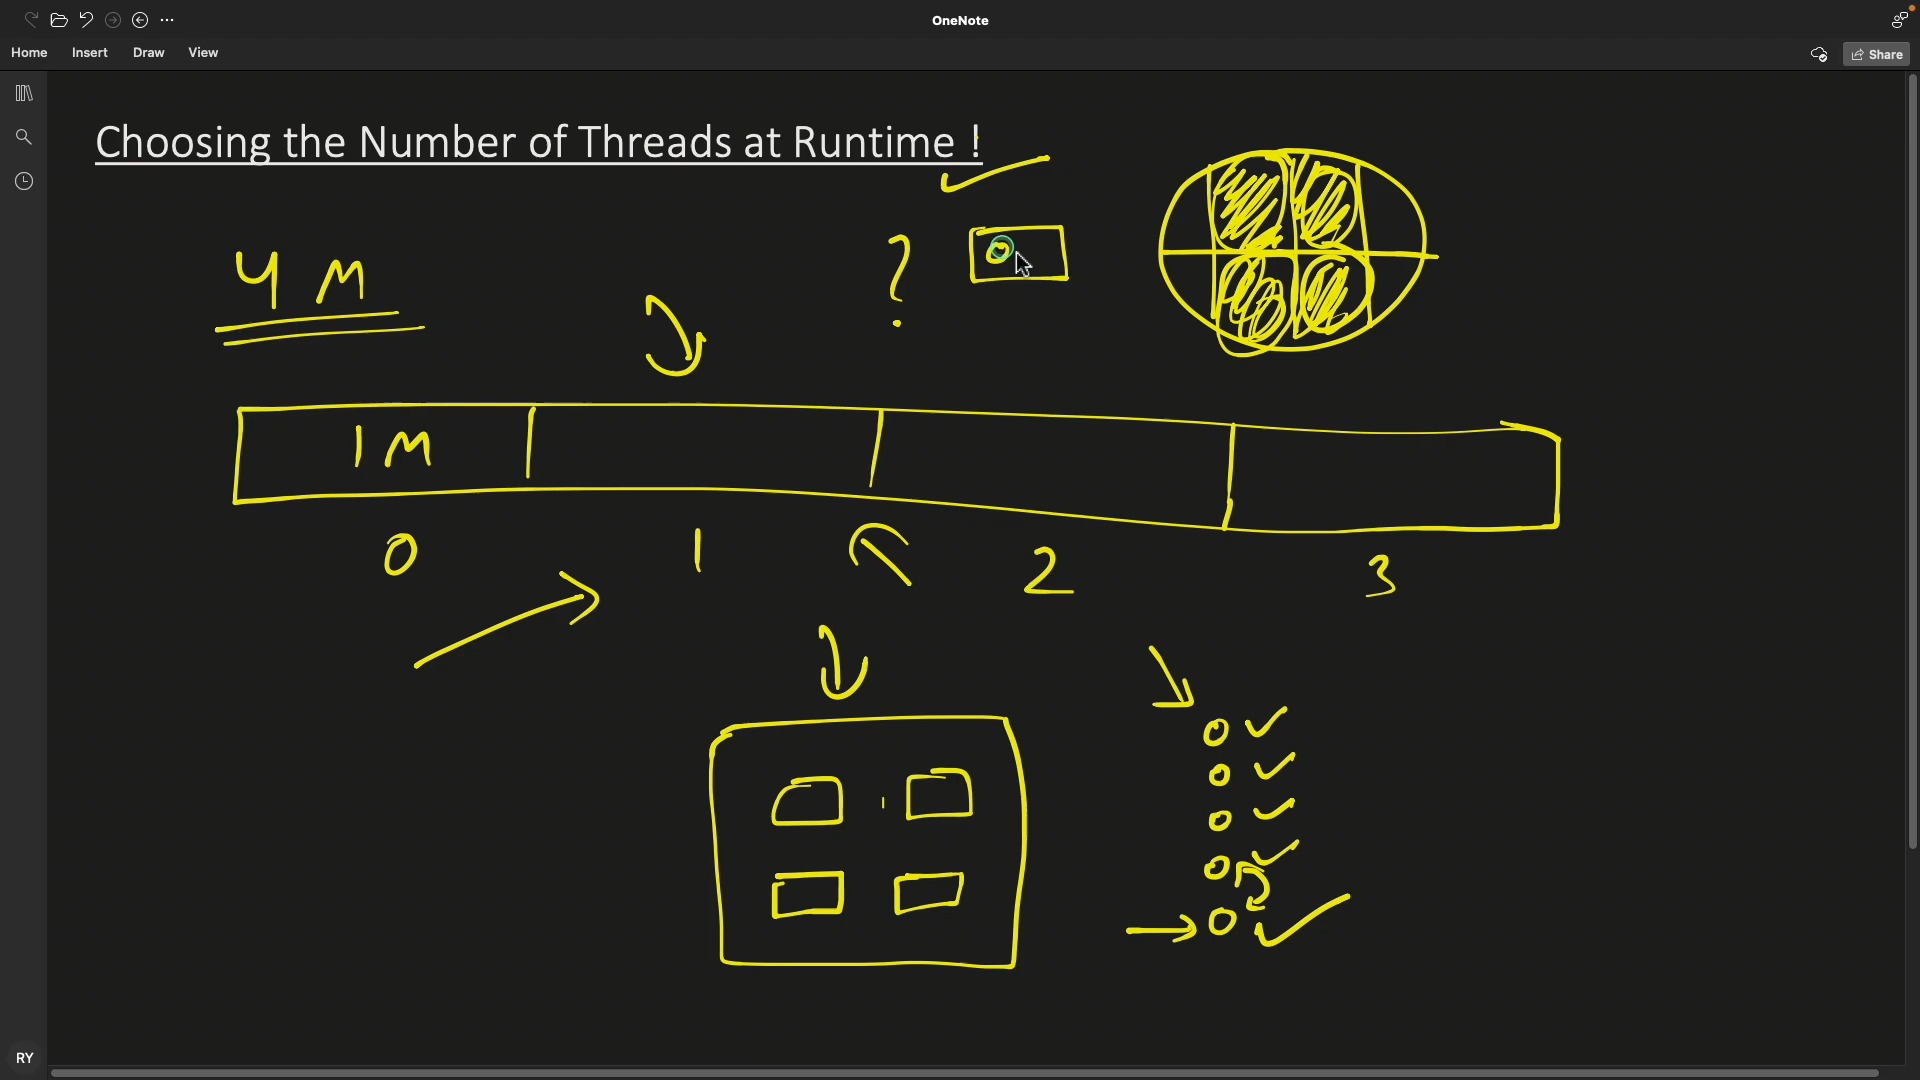 OneNote
Home Insert Draw View
Share
Choosing the Number of Threads at Runtime !
4 M
?
1 M
0 1 2 3
RY